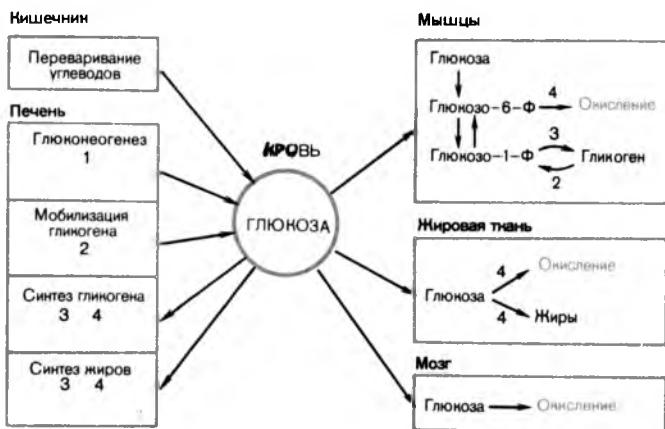 Кишечник
Переваривание
углеводов
Печень
Глюконеогенез
1
Мобилизация
гликогена
2
Синтез гликогена
3 4
Синтез жиров
3 4
КРОВЬ
ГЛЮКОЗА
Мышцы
Глюкоза
Глюкозо-6-Ф
4
Окисление
Глюкозо-1-Ф
3
Гликоген
2
Жировая ткань
4
Окисление
Глюкоза
4
Жиры
Мозг
Глюкоза
Окисление